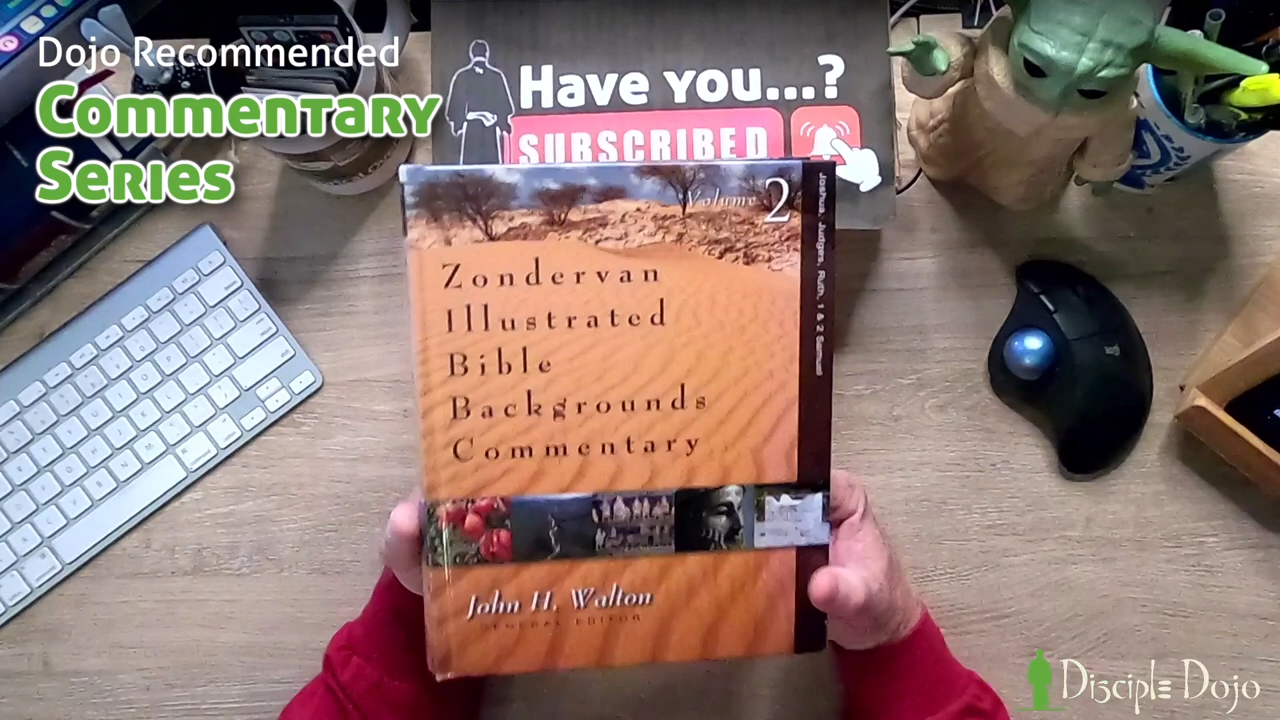 Dojo Recommended
Commentary
Series
Have you...?
SUBSCRIBED
Volume 2
Joshua, Judges, Ruth, 1 & 2 Samuel
Zondervan
Illustrated
Bible
Backgrounds
Commentary
John H. Walton
GENERAL EDITOR
Disciple Dojo